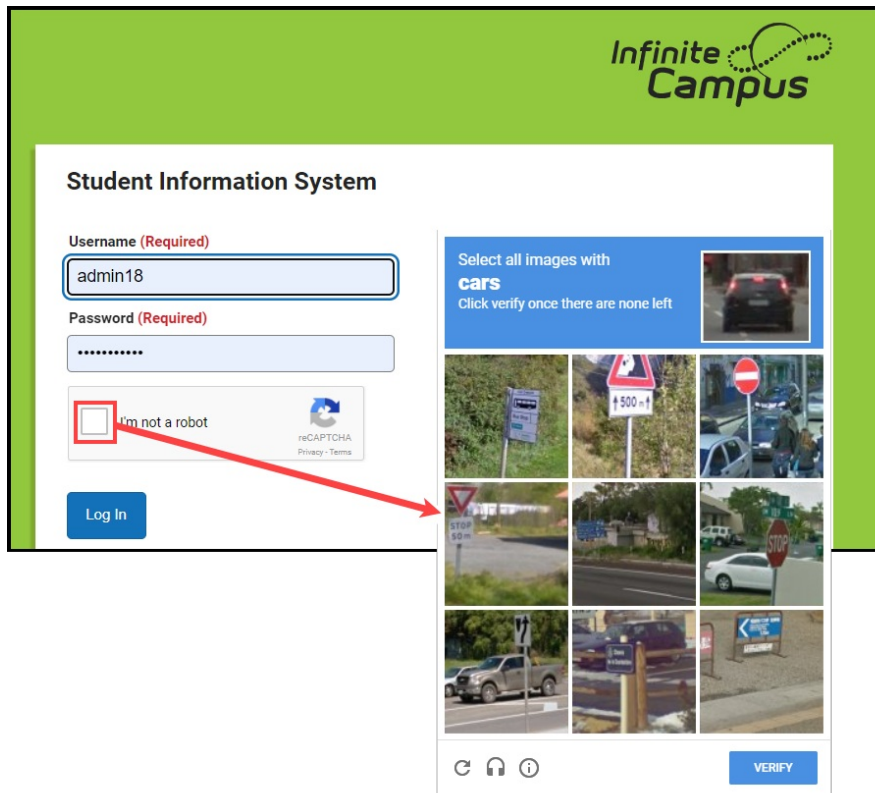 Infinite
Campus
Student Information System
Username (Required)
admin18
Password (Required)
•••••••••••
I'm not a robot
reCAPTCHA
Privacy - Terms
Log In
Select all images with
cars
Click verify once there are none left
500 m
STOP
50 m
STOP
VERIFY